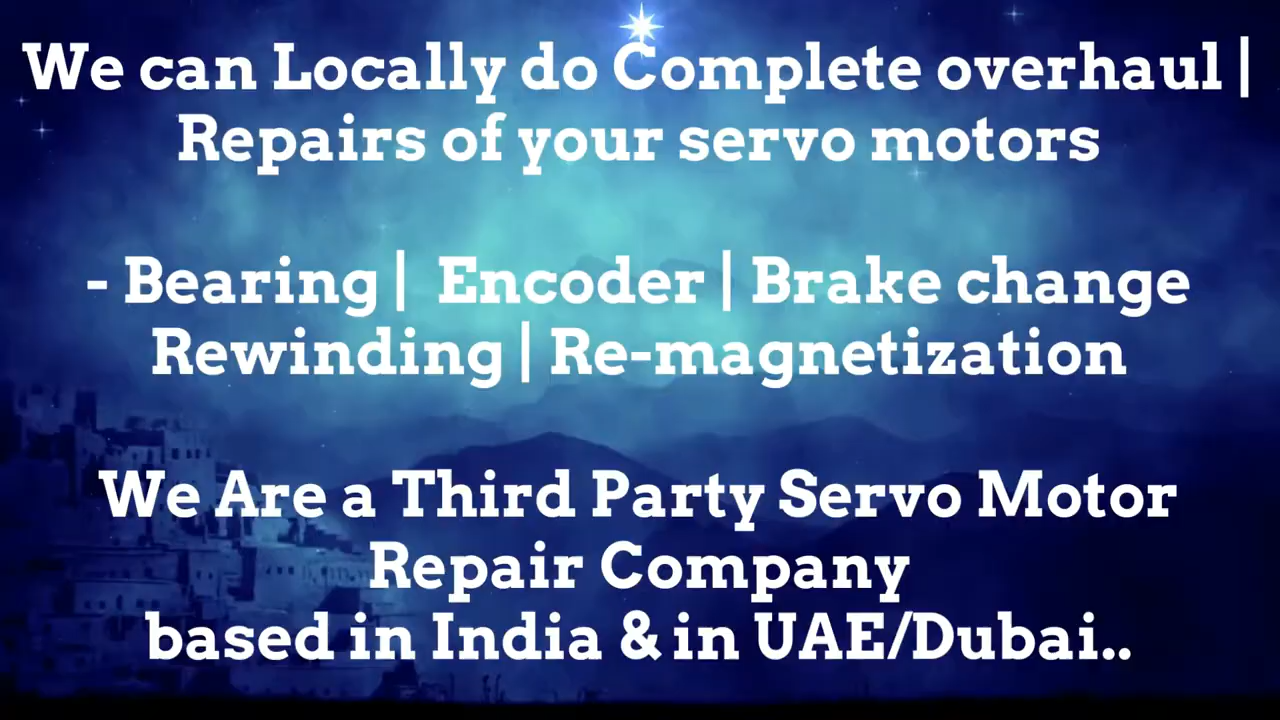 We can Locally do Complete overhaul |
Repairs of your servo motors
- Bearing | Encoder | Brake change
Rewinding | Re-magnetization
We Are a Third Party Servo Motor
Repair Company
based in India & in UAE/Dubai..